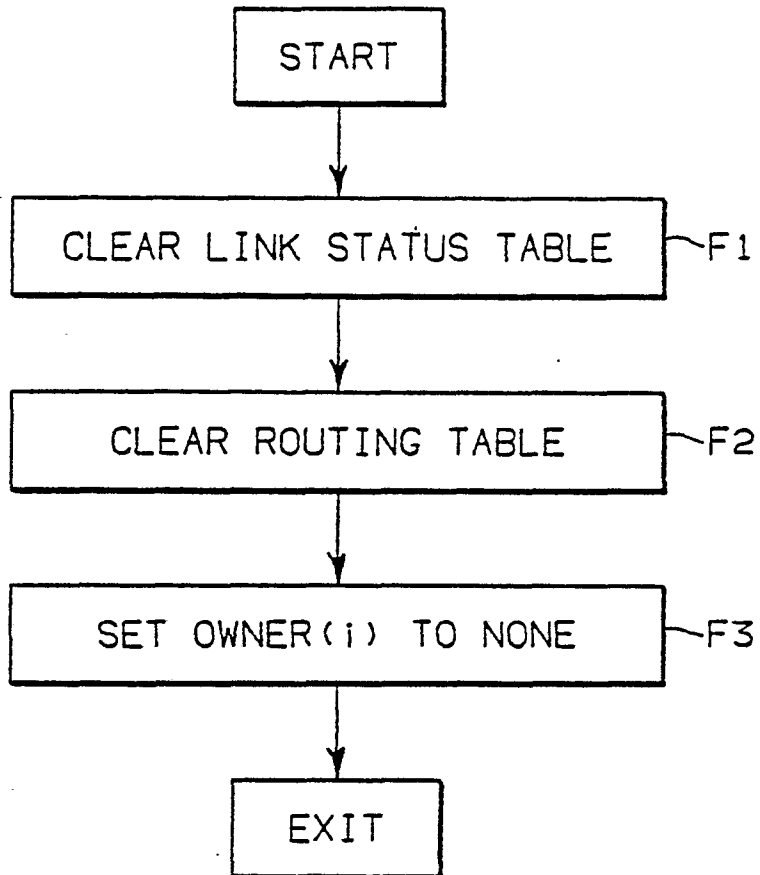 START
CLEAR LINK STATUS TABLE F1
CLEAR ROUTING TABLE F2
SET OWNER(i) TO NONE F3
EXIT